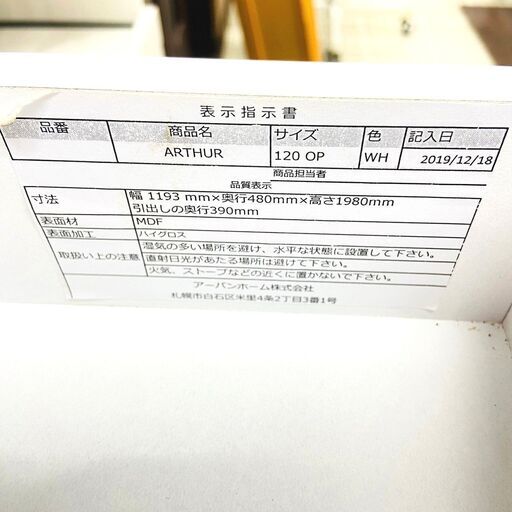 表示指示書
品番 商品名 サイズ 色 記入日
ARTHUR 120 OP WH 2019/12/18
商品担当者
品質表示
寸法 幅 1193 mm×奥行480mm×高さ1980mm
引出しの奥行390mm
表面材 MDF
表面加工 ハイグロス
取扱い上の注意 湿気の多い場所を避け、水平な状態に設置して下さい。
直射日光があたる場所は避けて下さい。
火気、ストーブなどの近くに置かないで下さい。
アーバンホーム株式会社
札幌市白石区米里4条2丁目3番1号